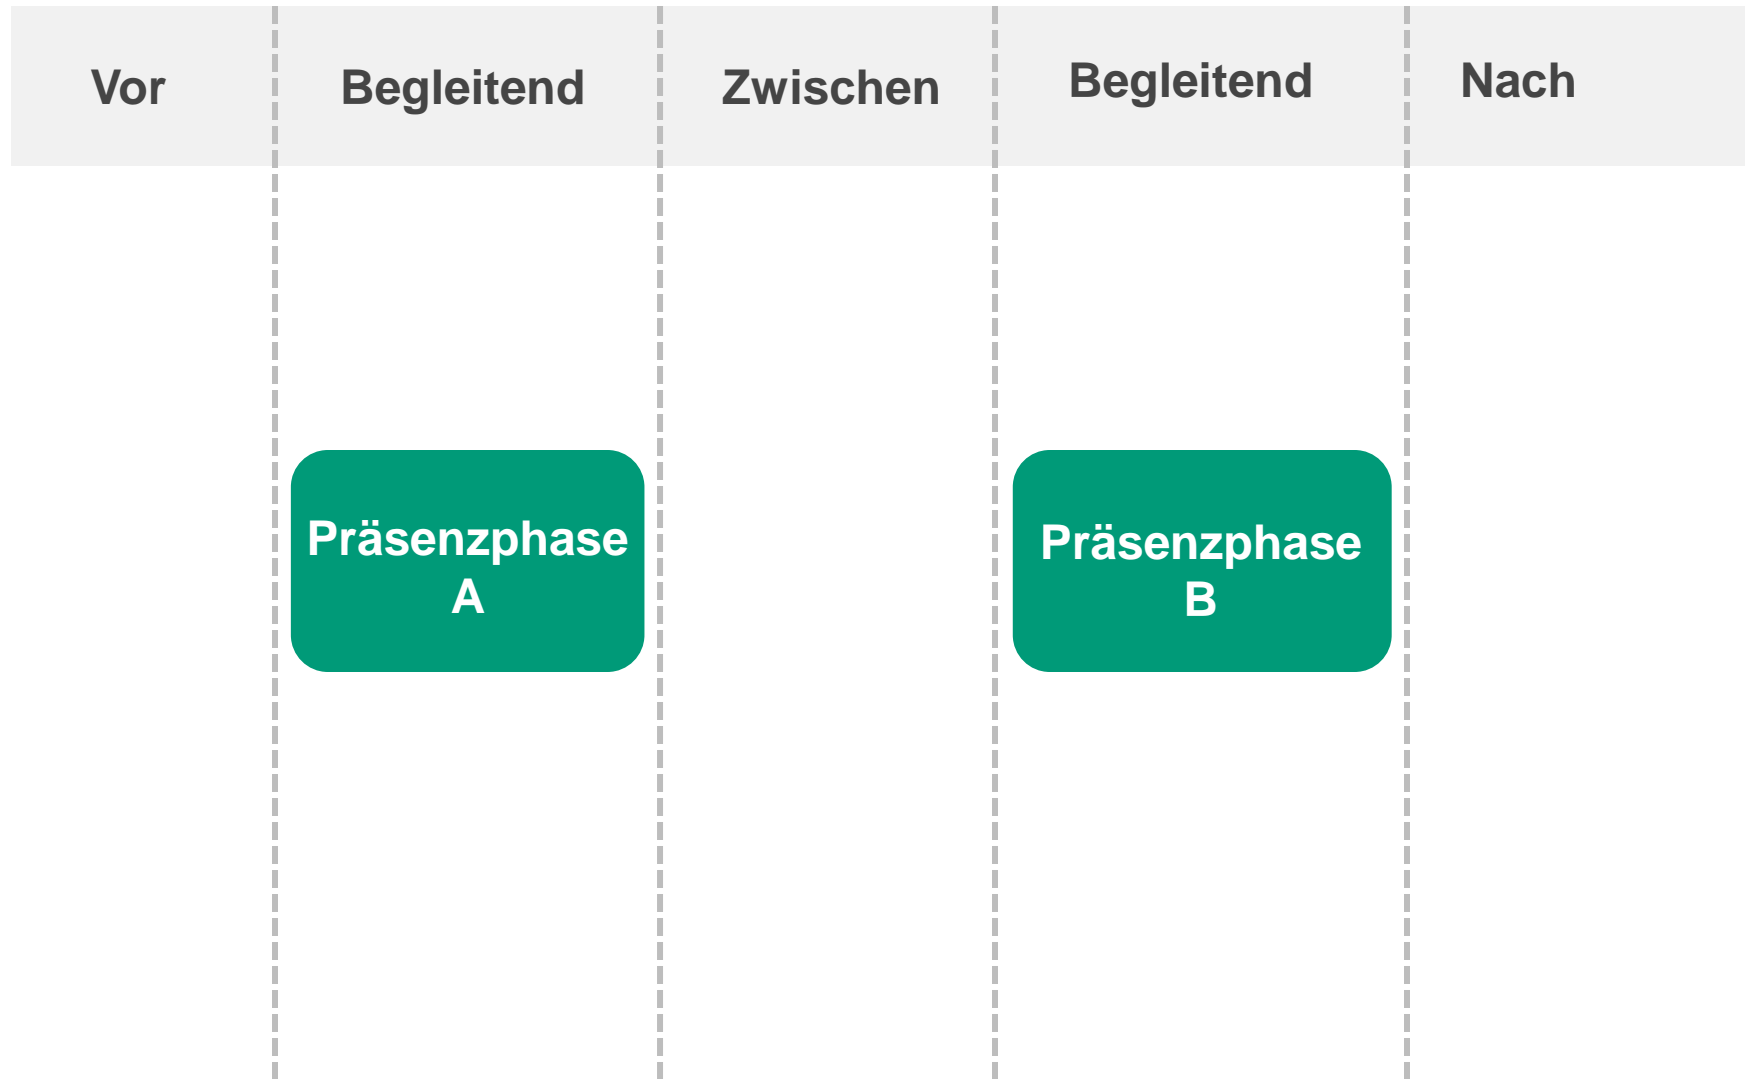 Vor
Begleitend
Zwischen
Begleitend
Nach
Präsenzphase
A
Präsenzphase
B